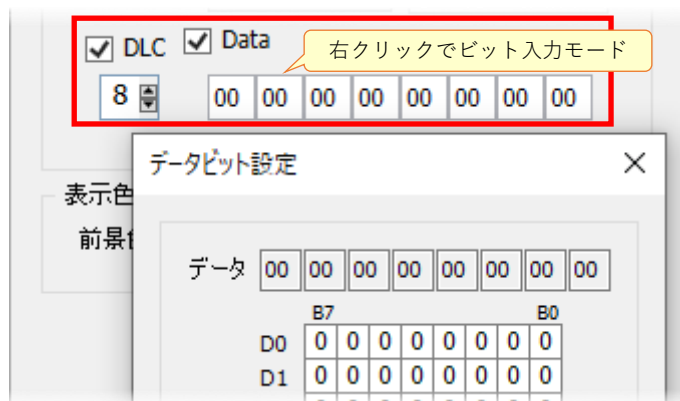 DLC Data
右クリックでビット入力モード
8 00 00 00 00 00 00 00 00
データビット設定
表示色
前景
データ 00 00 00 00 00 00 00 00
B7 B0
D0 0 0 0 0 0 0 0 0
D1 0 0 0 0 0 0 0 0